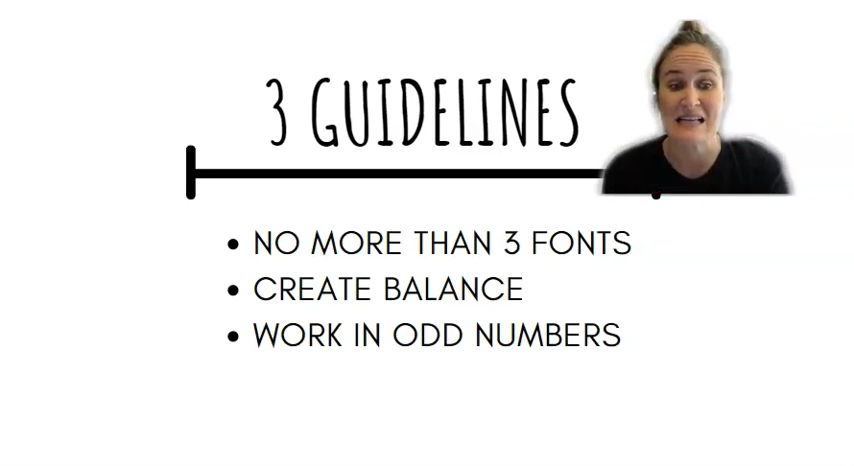 3 GUIDELINES
• NO MORE THAN 3 FONTS
• CREATE BALANCE
• WORK IN ODD NUMBERS